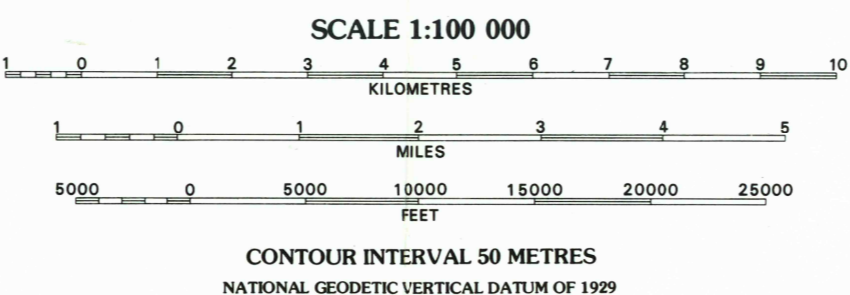 SCALE 1:100 000
1 0 1 2 3 4 5 6 7 8 9 10
KILOMETRES
1 0 1 2 3 4 5
MILES
5000 0 5000 10000 15000 20000 25000
FEET
CONTOUR INTERVAL 50 METRES
NATIONAL GEODETIC VERTICAL DATUM OF 1929